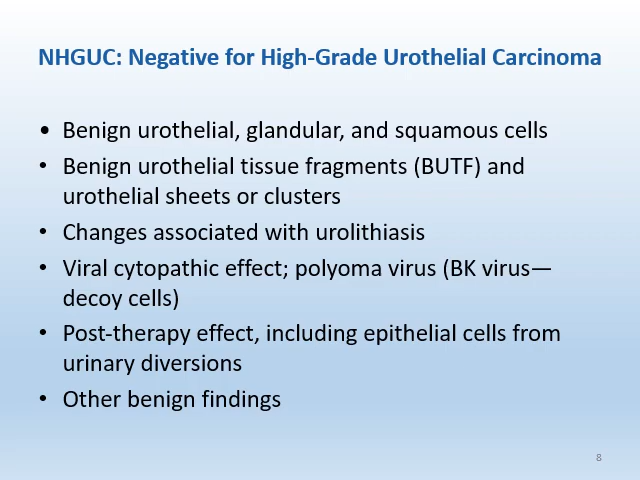 NHGUC: Negative for High-Grade Urothelial Carcinoma
• Benign urothelial, glandular, and squamous cells
• Benign urothelial tissue fragments (BUTF) and
urothelial sheets or clusters
• Changes associated with urolithiasis
• Viral cytopathic effect; polyoma virus (BK virus—
decoy cells)
• Post-therapy effect, including epithelial cells from
urinary diversions
• Other benign findings
8